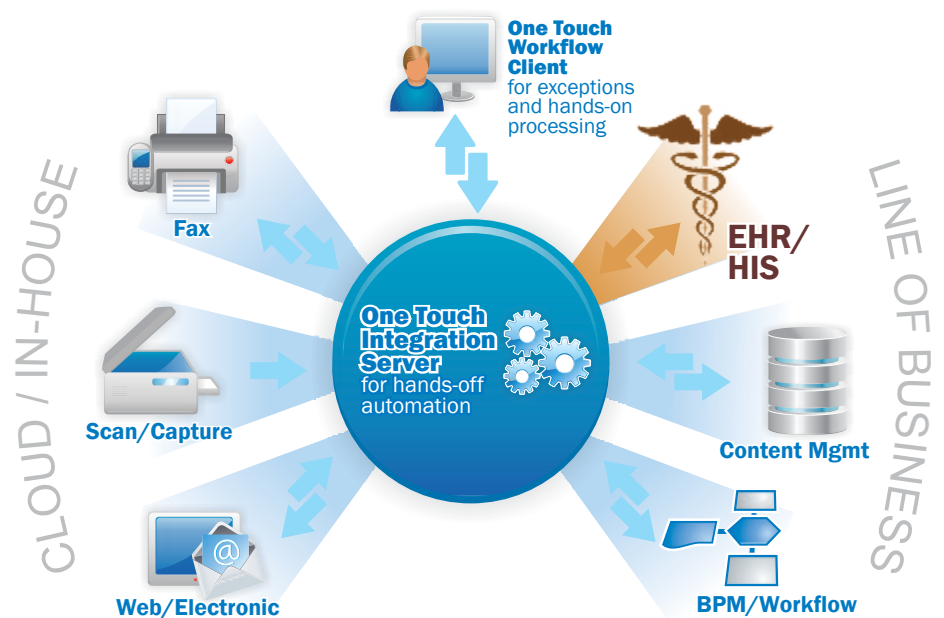 One Touch
Workflow
Client
for exceptions
and hands-on
processing
CLOUD / IN-HOUSE
LINE OF BUSINESS
Fax
EHR/
HIS
One Touch
Integration
Server
for hands-off
automation
Scan/Capture
Content Mgmt
@
Web/Electronic
BPM/Workflow